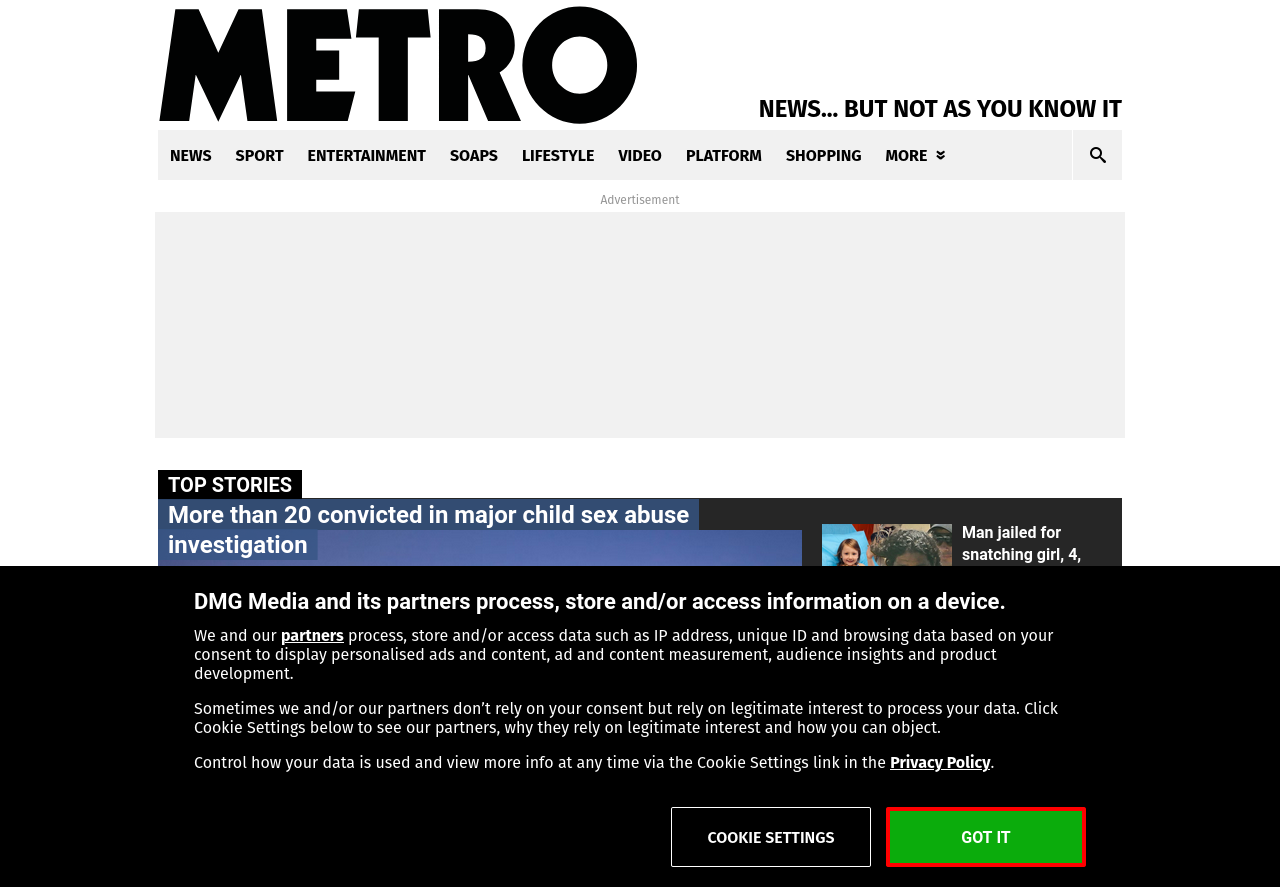 METRO
NEWS... BUT NOT AS YOU KNOW IT
NEWS SPORT ENTERTAINMENT SOAPS LIFESTYLE VIDEO PLATFORM SHOPPING MORE
Advertisement
TOP STORIES
More than 20 convicted in major child sex abuse
investigation
Man jailed for
snatching girl, 4,
DMG Media and its partners process, store and/or access information on a device.
We and our partners process, store and/or access data such as IP address, unique ID and browsing data based on your
consent to display personalised ads and content, ad and content measurement, audience insights and product
development.
Sometimes we and/or our partners don’t rely on your consent but rely on legitimate interest to process your data. Click
Cookie Settings below to see our partners, why they rely on legitimate interest and how you can object.
Control how your data is used and view more info at any time via the Cookie Settings link in the Privacy Policy.
COOKIE SETTINGS
GOT IT